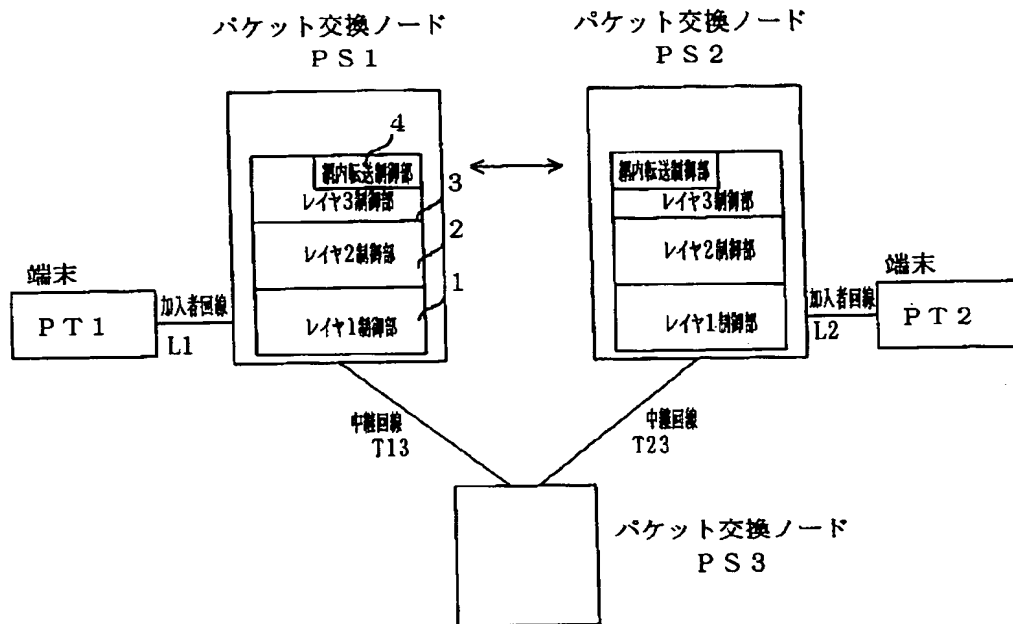 パケット交換ノード
PS1
パケット交換ノード
PS2
4
網内転送制御部
レイヤ3制御部
3
レイヤ2制御部
2
レイヤ1制御部
1
網内転送制御部
レイヤ3制御部
レイヤ2制御部
レイヤ1制御部
端末
PT1
加入者回線
L1
加入者回線
L2
端末
PT2
中継回線
T13
中継回線
T23
パケット交換ノード
PS3